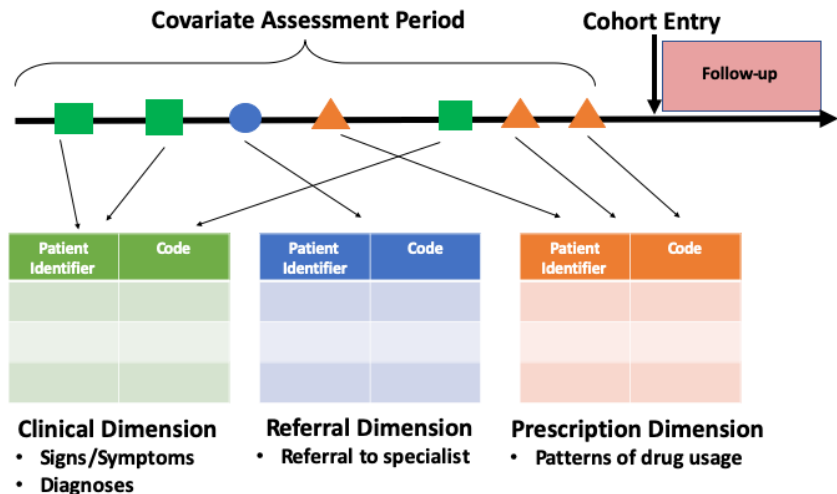 Covariate Assessment Period
Cohort Entry
Follow-up
Patient
Identifier
Code
Patient
Identifier
Code
Patient
Identifier
Code
Clinical Dimension
• Signs/Symptoms
• Diagnoses
Referral Dimension
• Referral to specialist
Prescription Dimension
• Patterns of drug usage